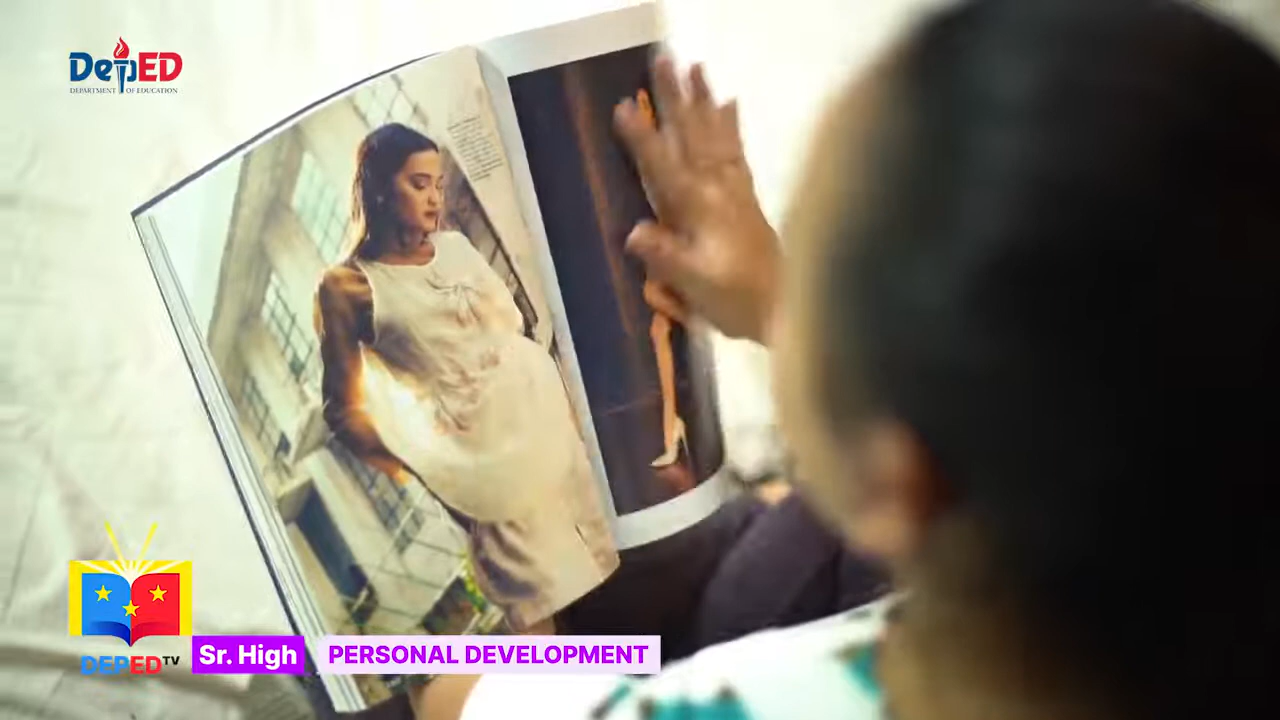 DepED
DEPARTMENT OF EDUCATION
DEPED TV
Sr. High
PERSONAL DEVELOPMENT